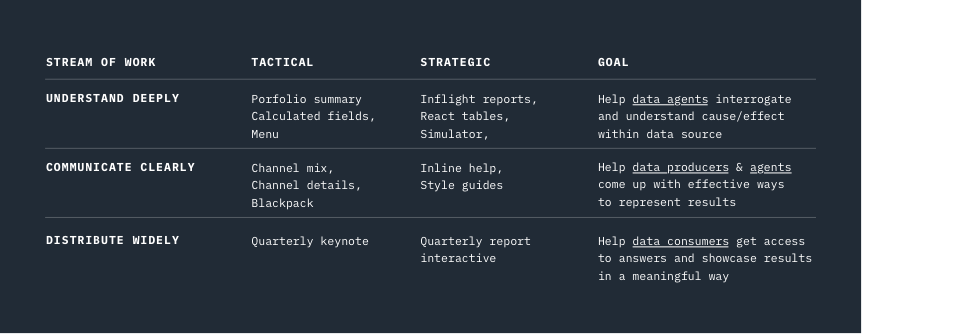 STREAM OF WORK TACTICAL STRATEGIC GOAL
UNDERSTAND DEEPLY Porfolio summary Inflight reports, Help data agents interrogate
Calculated fields, React tables, and understand cause/effect
Menu Simulator, within data source
COMMUNICATE CLEARLY Channel mix, Inline help, Help data producers & agents
Channel details, Style guides come up with effective ways
Blackpack to represent results
DISTRIBUTE WIDELY Quarterly keynote Quarterly report Help data consumers get access
interactive to answers and showcase results
in a meaningful way